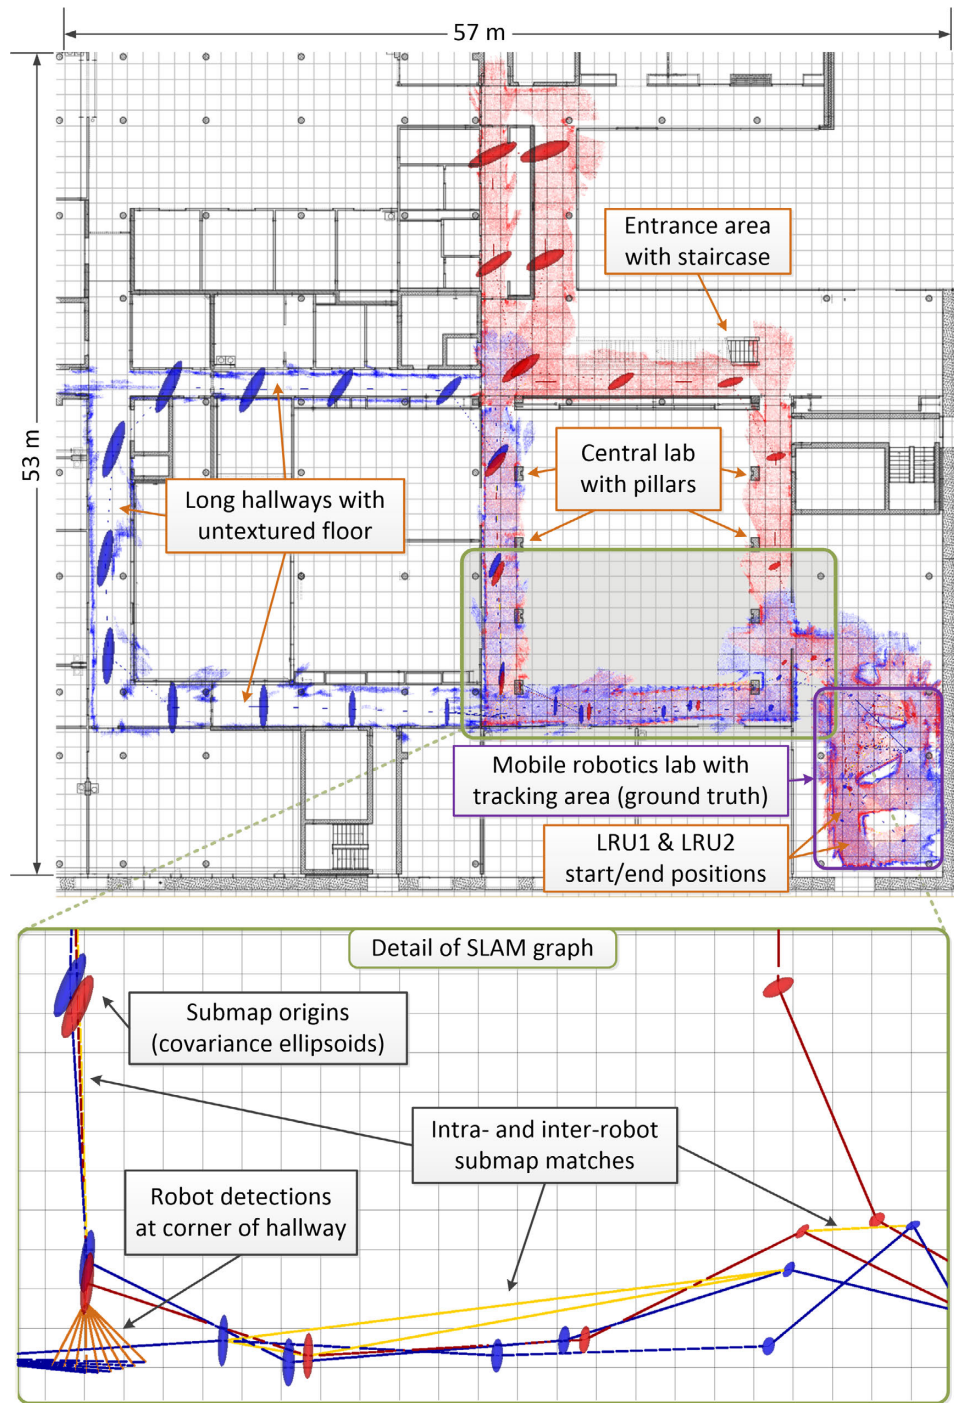 57 m
53 m
Entrance area
with staircase
Central lab
with pillars
Long hallways with
untextured floor
Mobile robotics lab with
tracking area (ground truth)
LRU1 & LRU2
start/end positions
Detail of SLAM graph
Submap origins
(covariance ellipsoids)
Intra- and inter-robot
submap matches
Robot detections
at corner of hallway